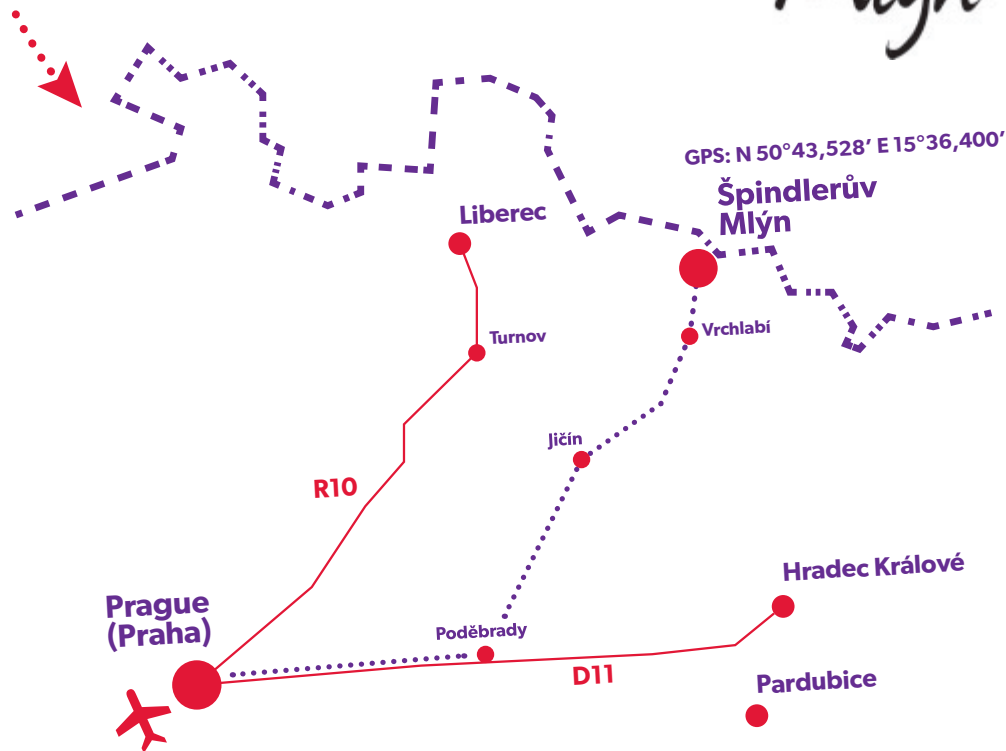 GPS: N 50°43,528′ E 15°36,400′
Špindlerův
Mlýn
Liberec
Turnov
Vrchlabí
Jičín
R10
Hradec Králové
Prague
(Praha)
Poděbrady
D11
Pardubice